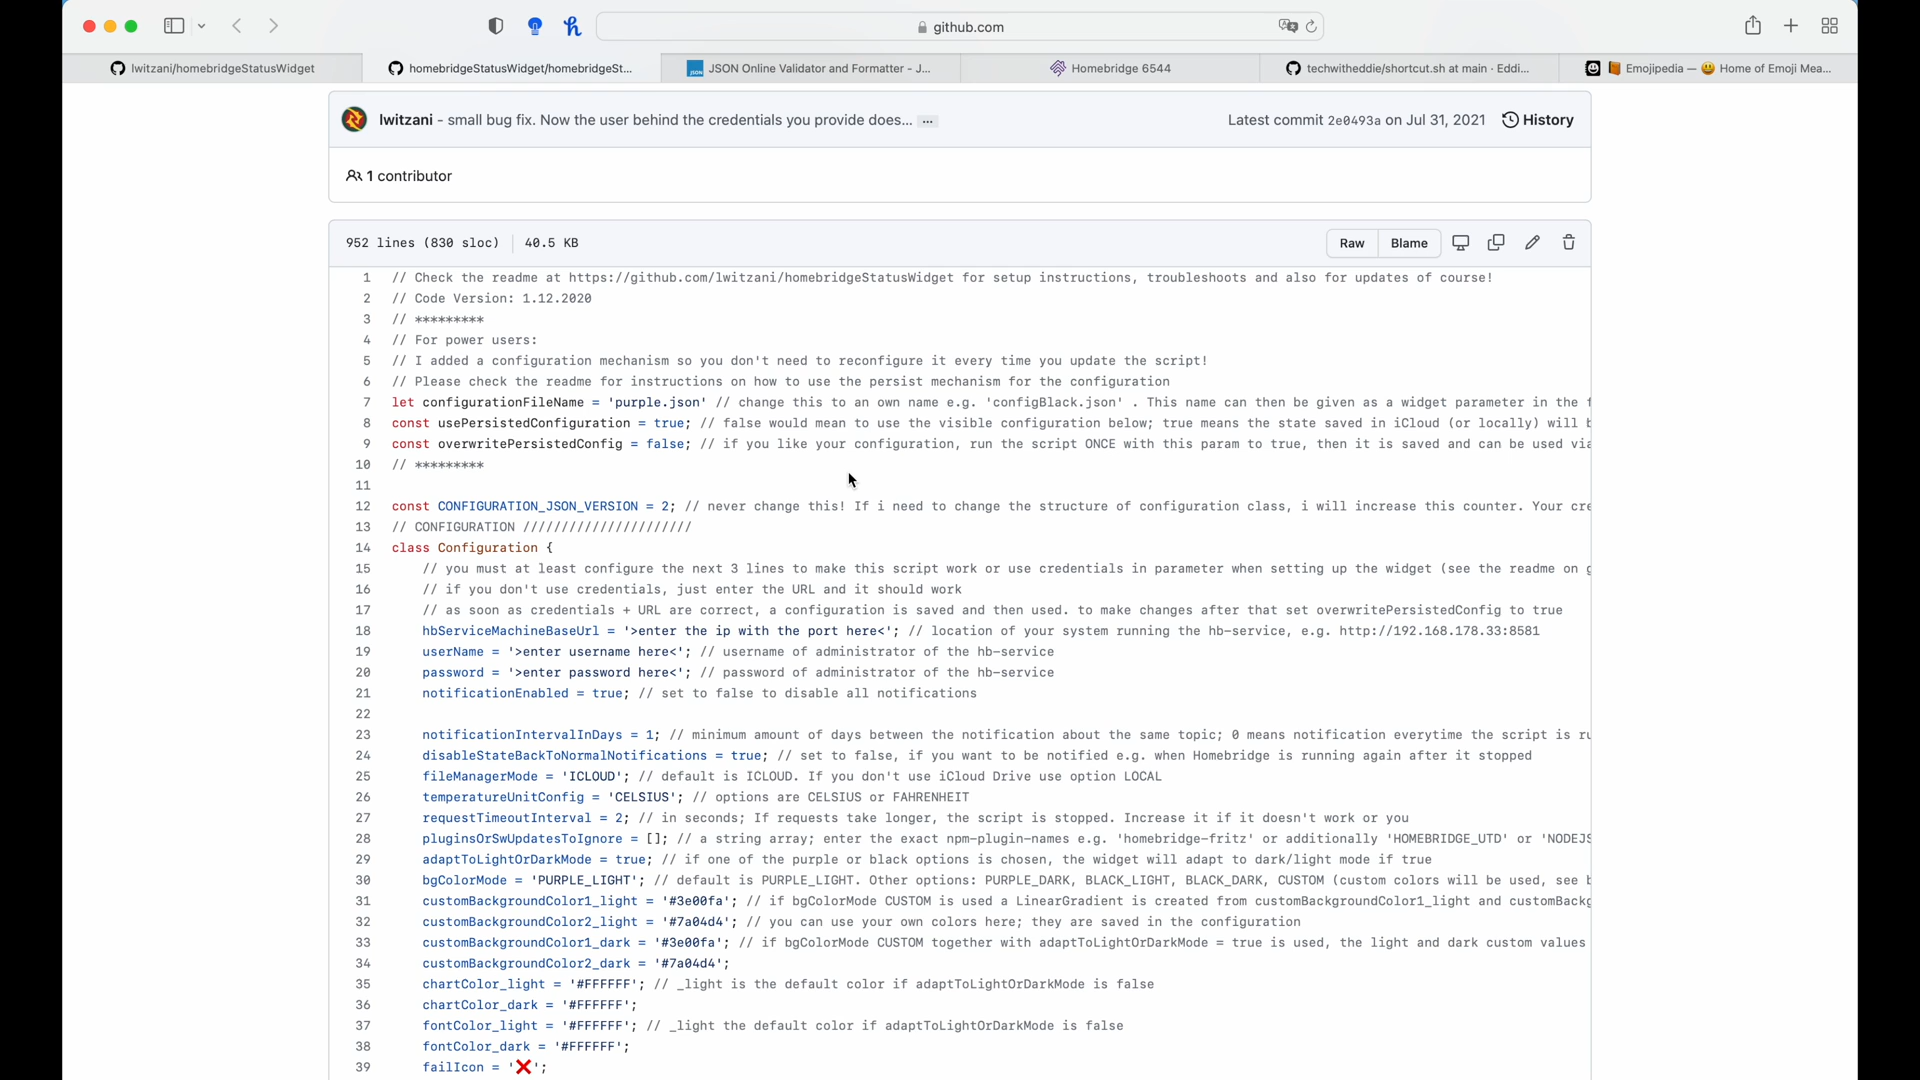 github.com
lwitzani/homebridgeStatusWidget
homebridgeStatusWidget/homebridgeSt...
JSON Online Validator and Formatter - J...
Homebridge 6544
techwitheddie/shortcut.sh at main · Eddi...
Emojipedia — 😃 Home of Emoji Mea...
lwitzani - small bug fix. Now the user behind the credentials you provide does... ...
Latest commit 2e0493a on Jul 31, 2021 History
1 contributor
952 lines (830 sloc) 40.5 KB
Raw Blame
1 // Check the readme at https://github.com/lwitzani/homebridgeStatusWidget for setup instructions, troubleshoots and also for updates of course!
2 // Code Version: 1.12.2020
3 // *********
4 // For power users:
5 // I added a configuration mechanism so you don't need to reconfigure it every time you update the script!
6 // Please check the readme for instructions on how to use the persist mechanism for the configuration
7 let configurationFileName = 'purple.json' // change this to an own name e.g. 'configBlack.json' . This name can then be given as a widget parameter in the f
8 const usePersistedConfiguration = true; // false would mean to use the visible configuration below; true means the state saved in iCloud (or locally) will b
9 const overwritePersistedConfig = false; // if you like your configuration, run the script ONCE with this param to true, then it is saved and can be used via
10 // *********
11
12 const CONFIGURATION_JSON_VERSION = 2; // never change this! If i need to change the structure of configuration class, i will increase this counter. Your cre
13 // CONFIGURATION //////////////////////
14 class Configuration {
15 // you must at least configure the next 3 lines to make this script work or use credentials in parameter when setting up the widget (see the readme on g
16 // if you don't use credentials, just enter the URL and it should work
17 // as soon as credentials + URL are correct, a configuration is saved and then used. to make changes after that set overwritePersistedConfig to true
18 hbServiceMachineBaseUrl = '>enter the ip with the port here<'; // location of your system running the hb-service, e.g. http://192.168.178.33:8581
19 userName = '>enter username here<'; // username of administrator of the hb-service
20 password = '>enter password here<'; // password of administrator of the hb-service
21 notificationEnabled = true; // set to false to disable all notifications
22
23 notificationIntervalInDays = 1; // minimum amount of days between the notification about the same topic; 0 means notification everytime the script is ru
24 disableStateBackToNormalNotifications = true; // set to false, if you want to be notified e.g. when Homebridge is running again after it stopped
25 fileManagerMode = 'ICLOUD'; // default is ICLOUD. If you don't use iCloud Drive use option LOCAL
26 temperatureUnitConfig = 'CELSIUS'; // options are CELSIUS or FAHRENHEIT
27 requestTimeoutInterval = 2; // in seconds; If requests take longer, the script is stopped. Increase it if it doesn't work or you
28 pluginsOrSwUpdatesToIgnore = []; // a string array; enter the exact npm-plugin-names e.g. 'homebridge-fritz' or additionally 'HOMEBRIDGE_UTD' or 'NODEJS
29 adaptToLightOrDarkMode = true; // if one of the purple or black options is chosen, the widget will adapt to dark/light mode if true
30 bgColorMode = 'PURPLE_LIGHT'; // default is PURPLE_LIGHT. Other options: PURPLE_DARK, BLACK_LIGHT, BLACK_DARK, CUSTOM (custom colors will be used, see b
31 customBackgroundColor1_light = '#3e00fa'; // if bgColorMode CUSTOM is used a LinearGradient is created from customBackgroundColor1_light and customBackg
32 customBackgroundColor2_light = '#7a04d4'; // you can use your own colors here; they are saved in the configuration
33 customBackgroundColor1_dark = '#3e00fa'; // if bgColorMode CUSTOM together with adaptToLightOrDarkMode = true is used, the light and dark custom values
34 customBackgroundColor2_dark = '#7a04d4';
35 chartColor_light = '#FFFFFF'; // _light is the default color if adaptToLightOrDarkMode is false
36 chartColor_dark = '#FFFFFF';
37 fontColor_light = '#FFFFFF'; // _light the default color if adaptToLightOrDarkMode is false
38 fontColor_dark = '#FFFFFF';
39 failIcon = '❌';